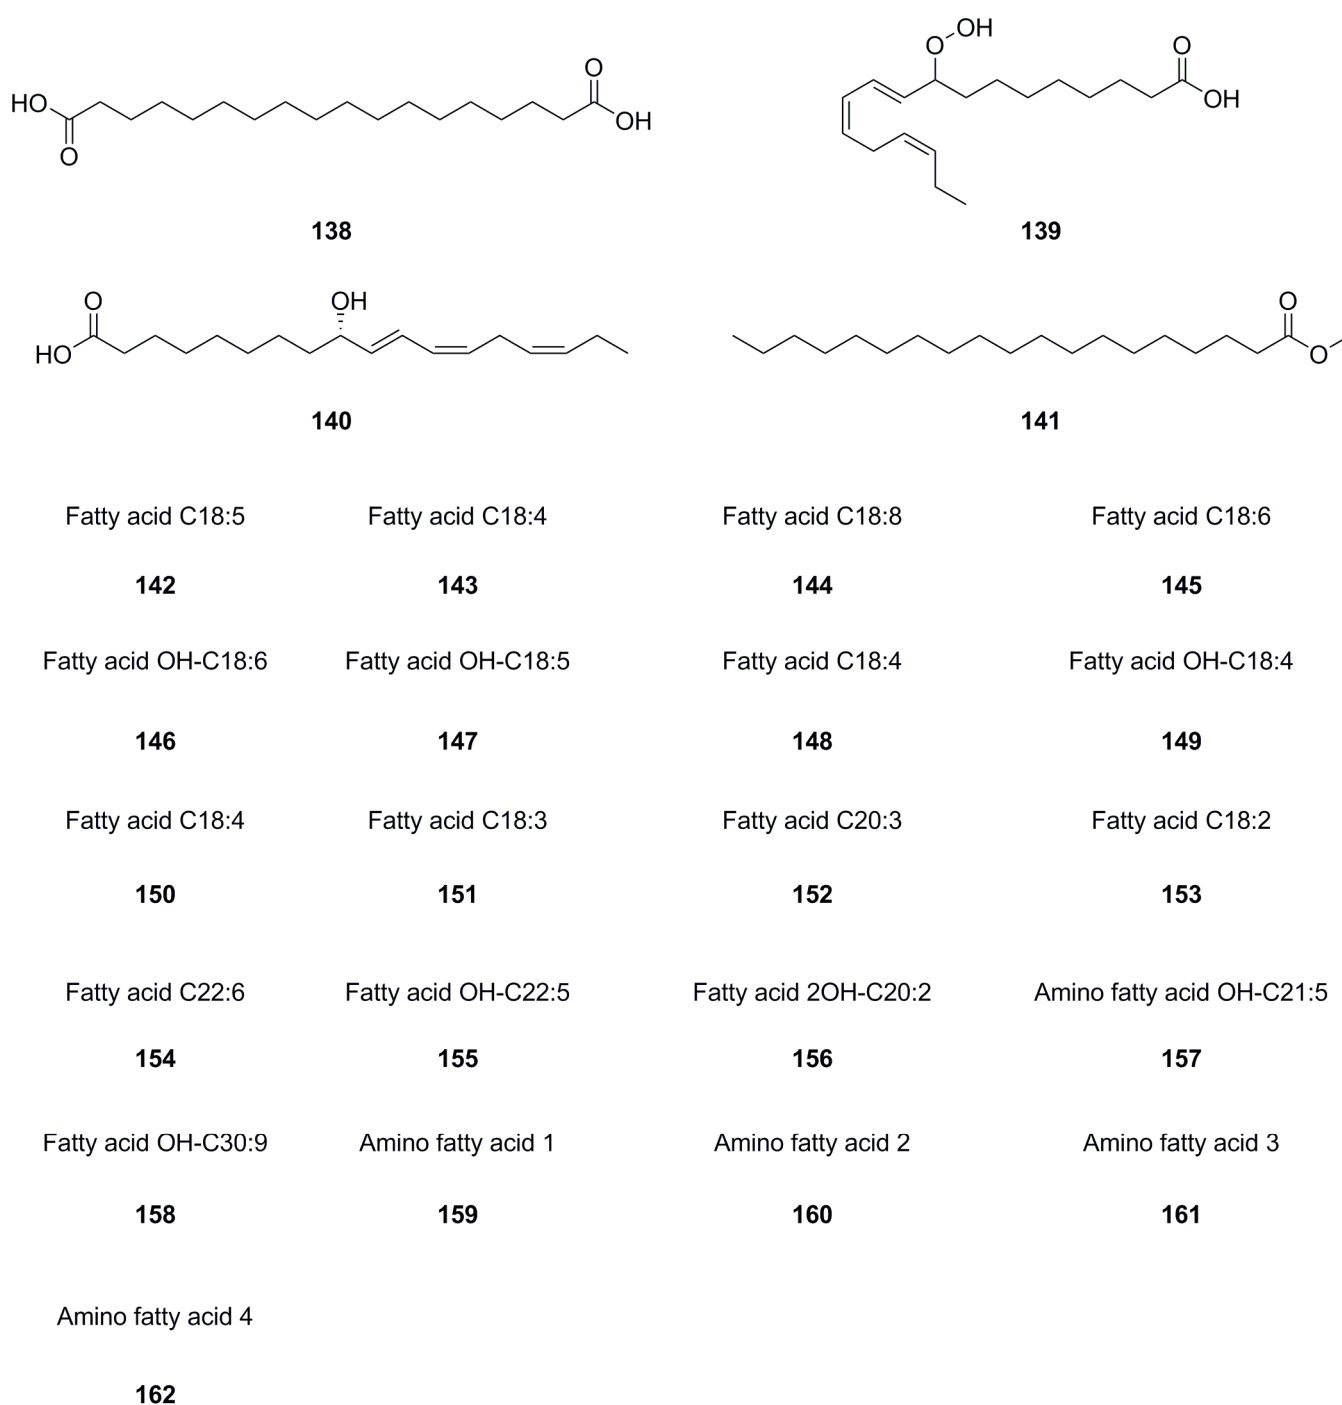 O OH
O O
O
HO OH OH
O
138 139
O OH O
HO O
140 141
Fatty acid C18:5 Fatty acid C18:4 Fatty acid C18:8 Fatty acid C18:6
142 143 144 145
Fatty acid OH-C18:6 Fatty acid OH-C18:5 Fatty acid C18:4 Fatty acid OH-C18:4
146 147 148 149
Fatty acid C18:4 Fatty acid C18:3 Fatty acid C20:3 Fatty acid C18:2
150 151 152 153
Fatty acid C22:6 Fatty acid OH-C22:5 Fatty acid 2OH-C20:2 Amino fatty acid OH-C21:5
154 155 156 157
Fatty acid OH-C30:9 Amino fatty acid 1 Amino fatty acid 2 Amino fatty acid 3
158 159 160 161
Amino fatty acid 4
162